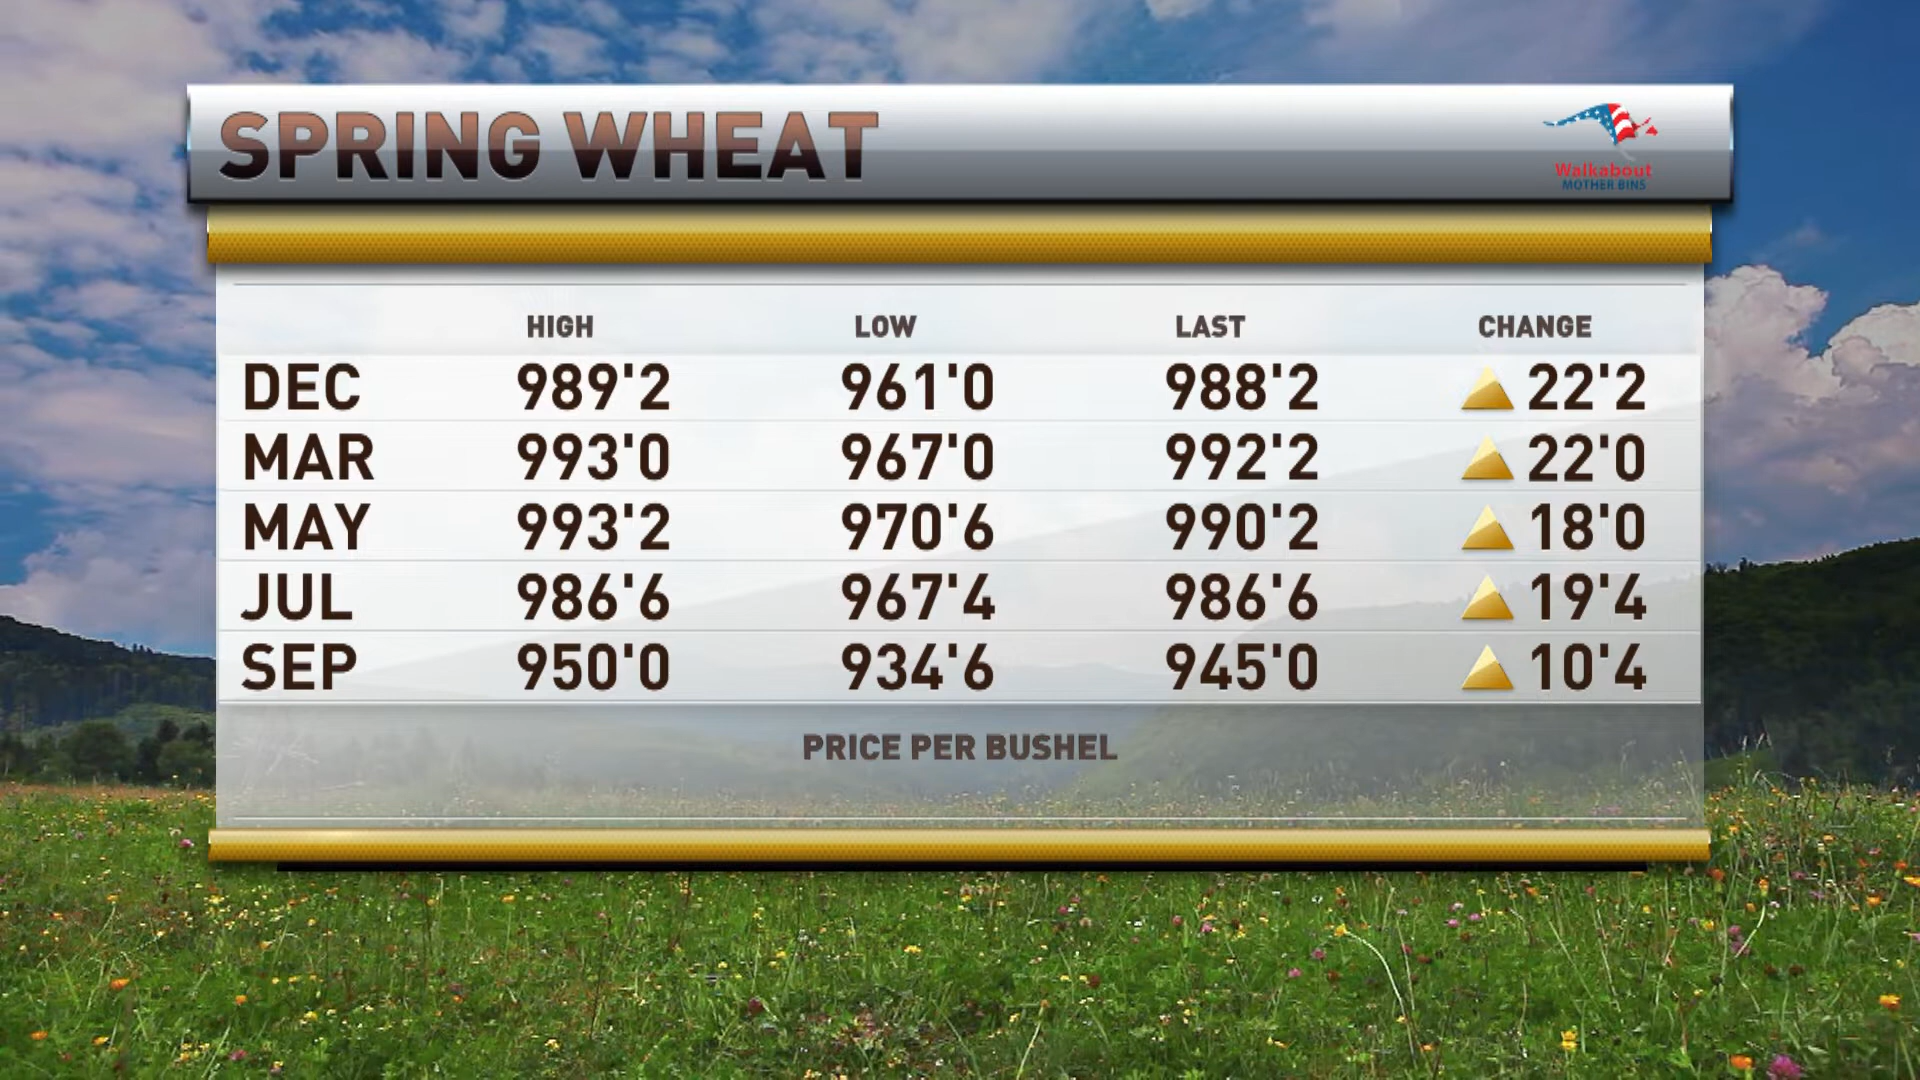 SPRING WHEAT
Walkabout
MOTHER BINS
HIGH LOW LAST CHANGE
DEC 989'2 961'0 988'2 22'2
MAR 993'0 967'0 992'2 22'0
MAY 993'2 970'6 990'2 18'0
JUL 986'6 967'4 986'6 19'4
SEP 950'0 934'6 945'0 10'4
PRICE PER BUSHEL